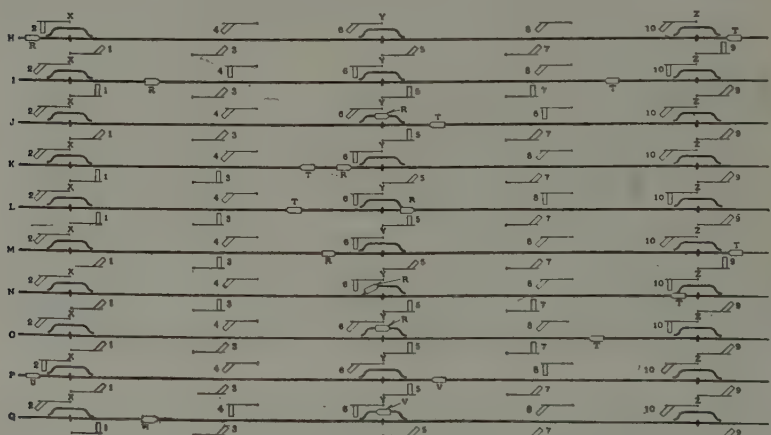 X Y Z
2 4 6 8 10
H T
R
1 3 5 7 9
X Y Z
2 4 6 8 10
I R T
1 3 5 7 9
X Y Z
2 4 6 R 8 10
J T
1 3 5 7 9
X Y Z
2 4 6 8 10
K T R
1 3 5 7 9
X Y Z
2 4 6 8 10
L T R
1 3 5 7 9
X Y Z
2 4 6 8 10
M R T
1 3 5 7 9
X Y Z
2 4 6 R 8 10
N T
1 3 5 7 9
X Y Z
2 4 6 R 8 10
O T
1 3 5 7 9
X Y Z
2 4 6 8 10
P U V
1 3 5 7 9
X Y Z
2 4 6 V 8 10
Q
1 3 5 7 9